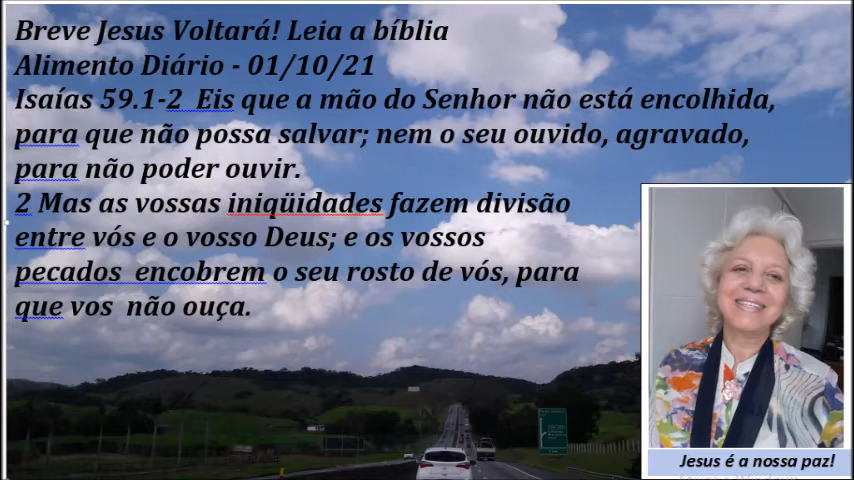 Breve Jesus Voltará! Leia a bíblia
Alimento Diário - 01/10/21
Isaías 59.1-2  Eis que a mão do Senhor não está encolhida,
para que não possa salvar; nem o seu ouvido, agravado,
para não poder ouvir.
2 Mas as vossas iniqüidades fazem divisão
entre vós e o vosso Deus; e os vossos
pecados  encobrem o seu rosto de vós, para
que vos  não ouça.
Jesus é a nossa paz!